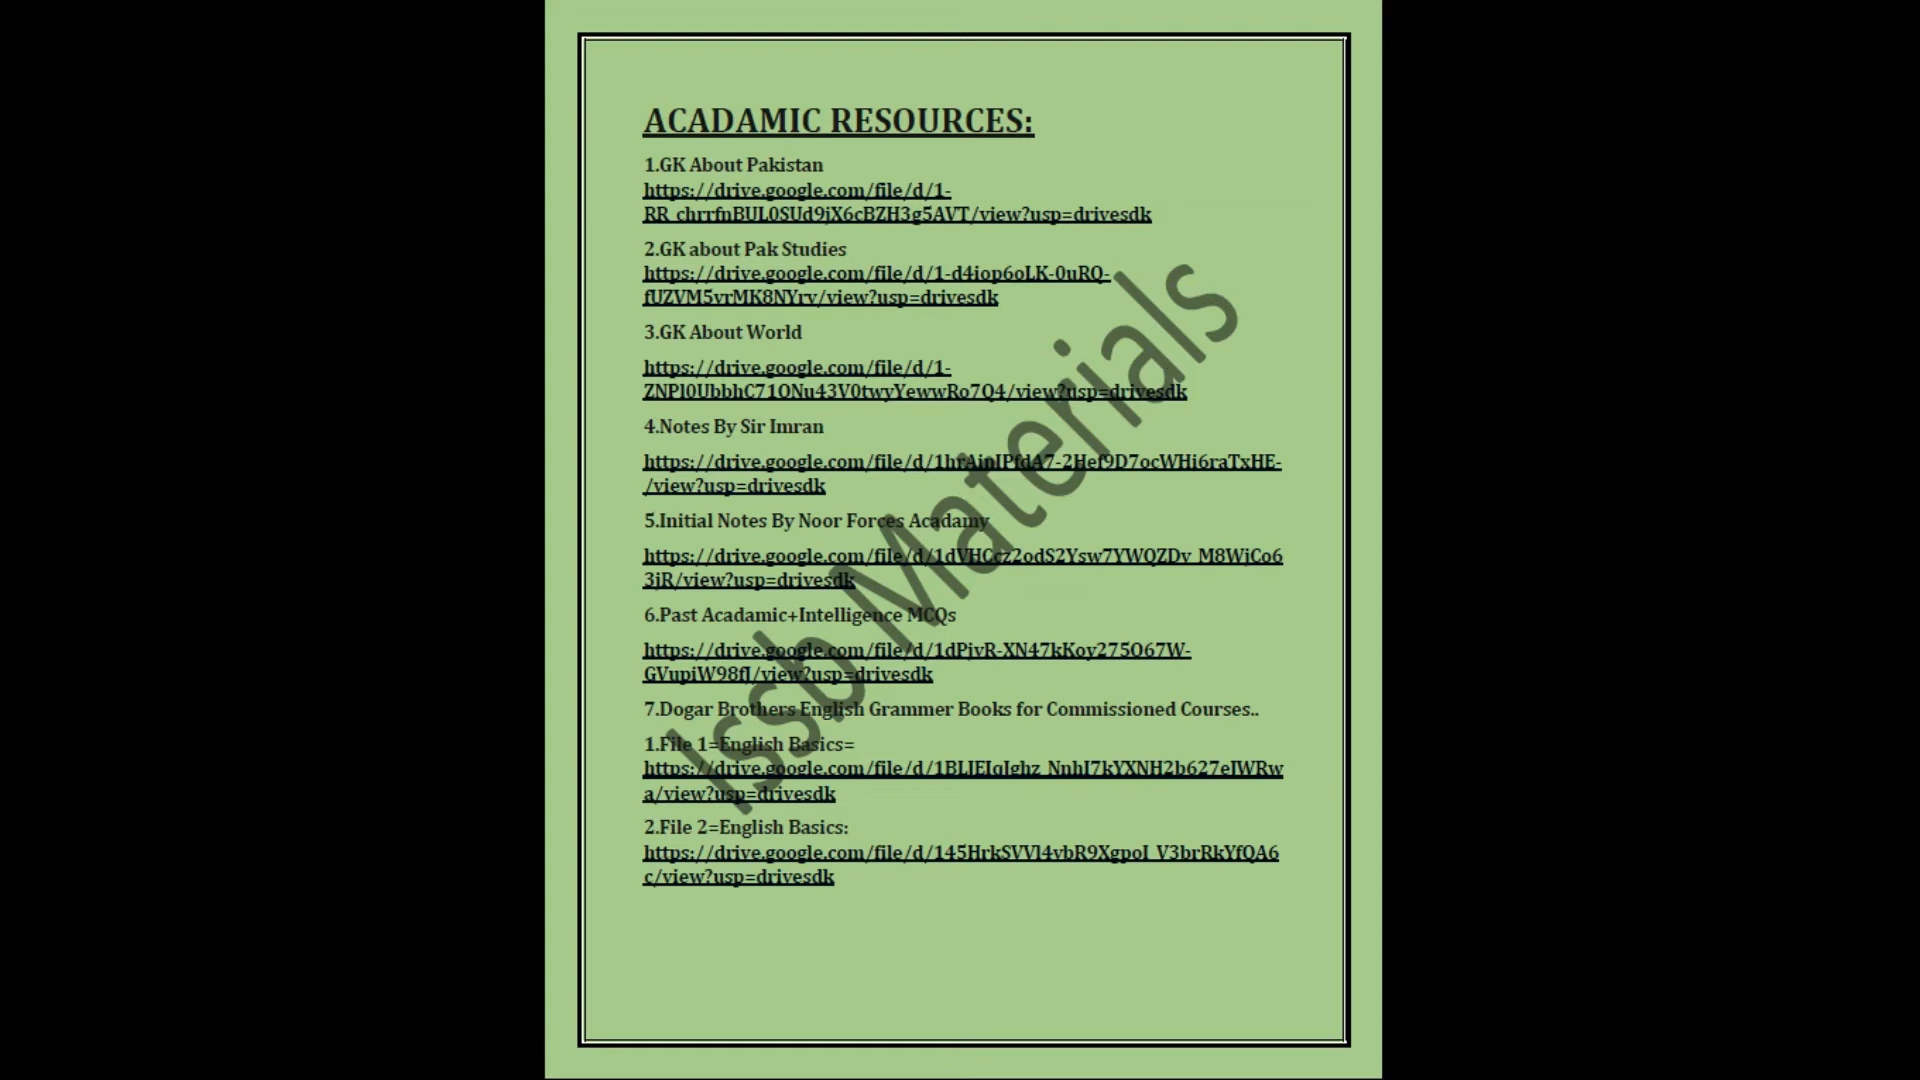 ACADAMIC RESOURCES:
1.GK About Pakistan
https://drive.google.com/file/d/1-
RR_chrrfnBUL0SUd9jX6cBZH3g5AVT/view?usp=drivesdk
2.GK about Pak Studies
https://drive.google.com/file/d/1-d4iop6oLK-0uRQ-
fUZVM5vrMK8NYrv/view?usp=drivesdk
3.GK About World
https://drive.google.com/file/d/1-
ZNPl0UbbhC71ONu43V0twyYewwRo7Q4/view?usp=drivesdk
4.Notes By Sir Imran
https://drive.google.com/file/d/1hrAinIPfdA7-2Hef9D7ocWHi6raTxHE-
/view?usp=drivesdk
5.Initial Notes By Noor Forces Acadamy
https://drive.google.com/file/d/1dVHCcz2odS2Ysw7YWQZDv_M8WjCo6
3jR/view?usp=drivesdk
6.Past Acadamic+Intelligence MCQs
https://drive.google.com/file/d/1dPjvR-XN47kKoy275O67W-
GVupiW98fJ/view?usp=drivesdk
7.Dogar Brothers English Grammer Books for Commissioned Courses..
1.File 1=English Basics=
https://drive.google.com/file/d/1BLIEIqJghz_NnhI7kYXNH2b627eJWRw
a/view?usp=drivesdk
2.File 2=English Basics:
https://drive.google.com/file/d/145HrkSVVl4vbR9XgpoI_V3brRkYfQA6
c/view?usp=drivesdk
Issb Materials